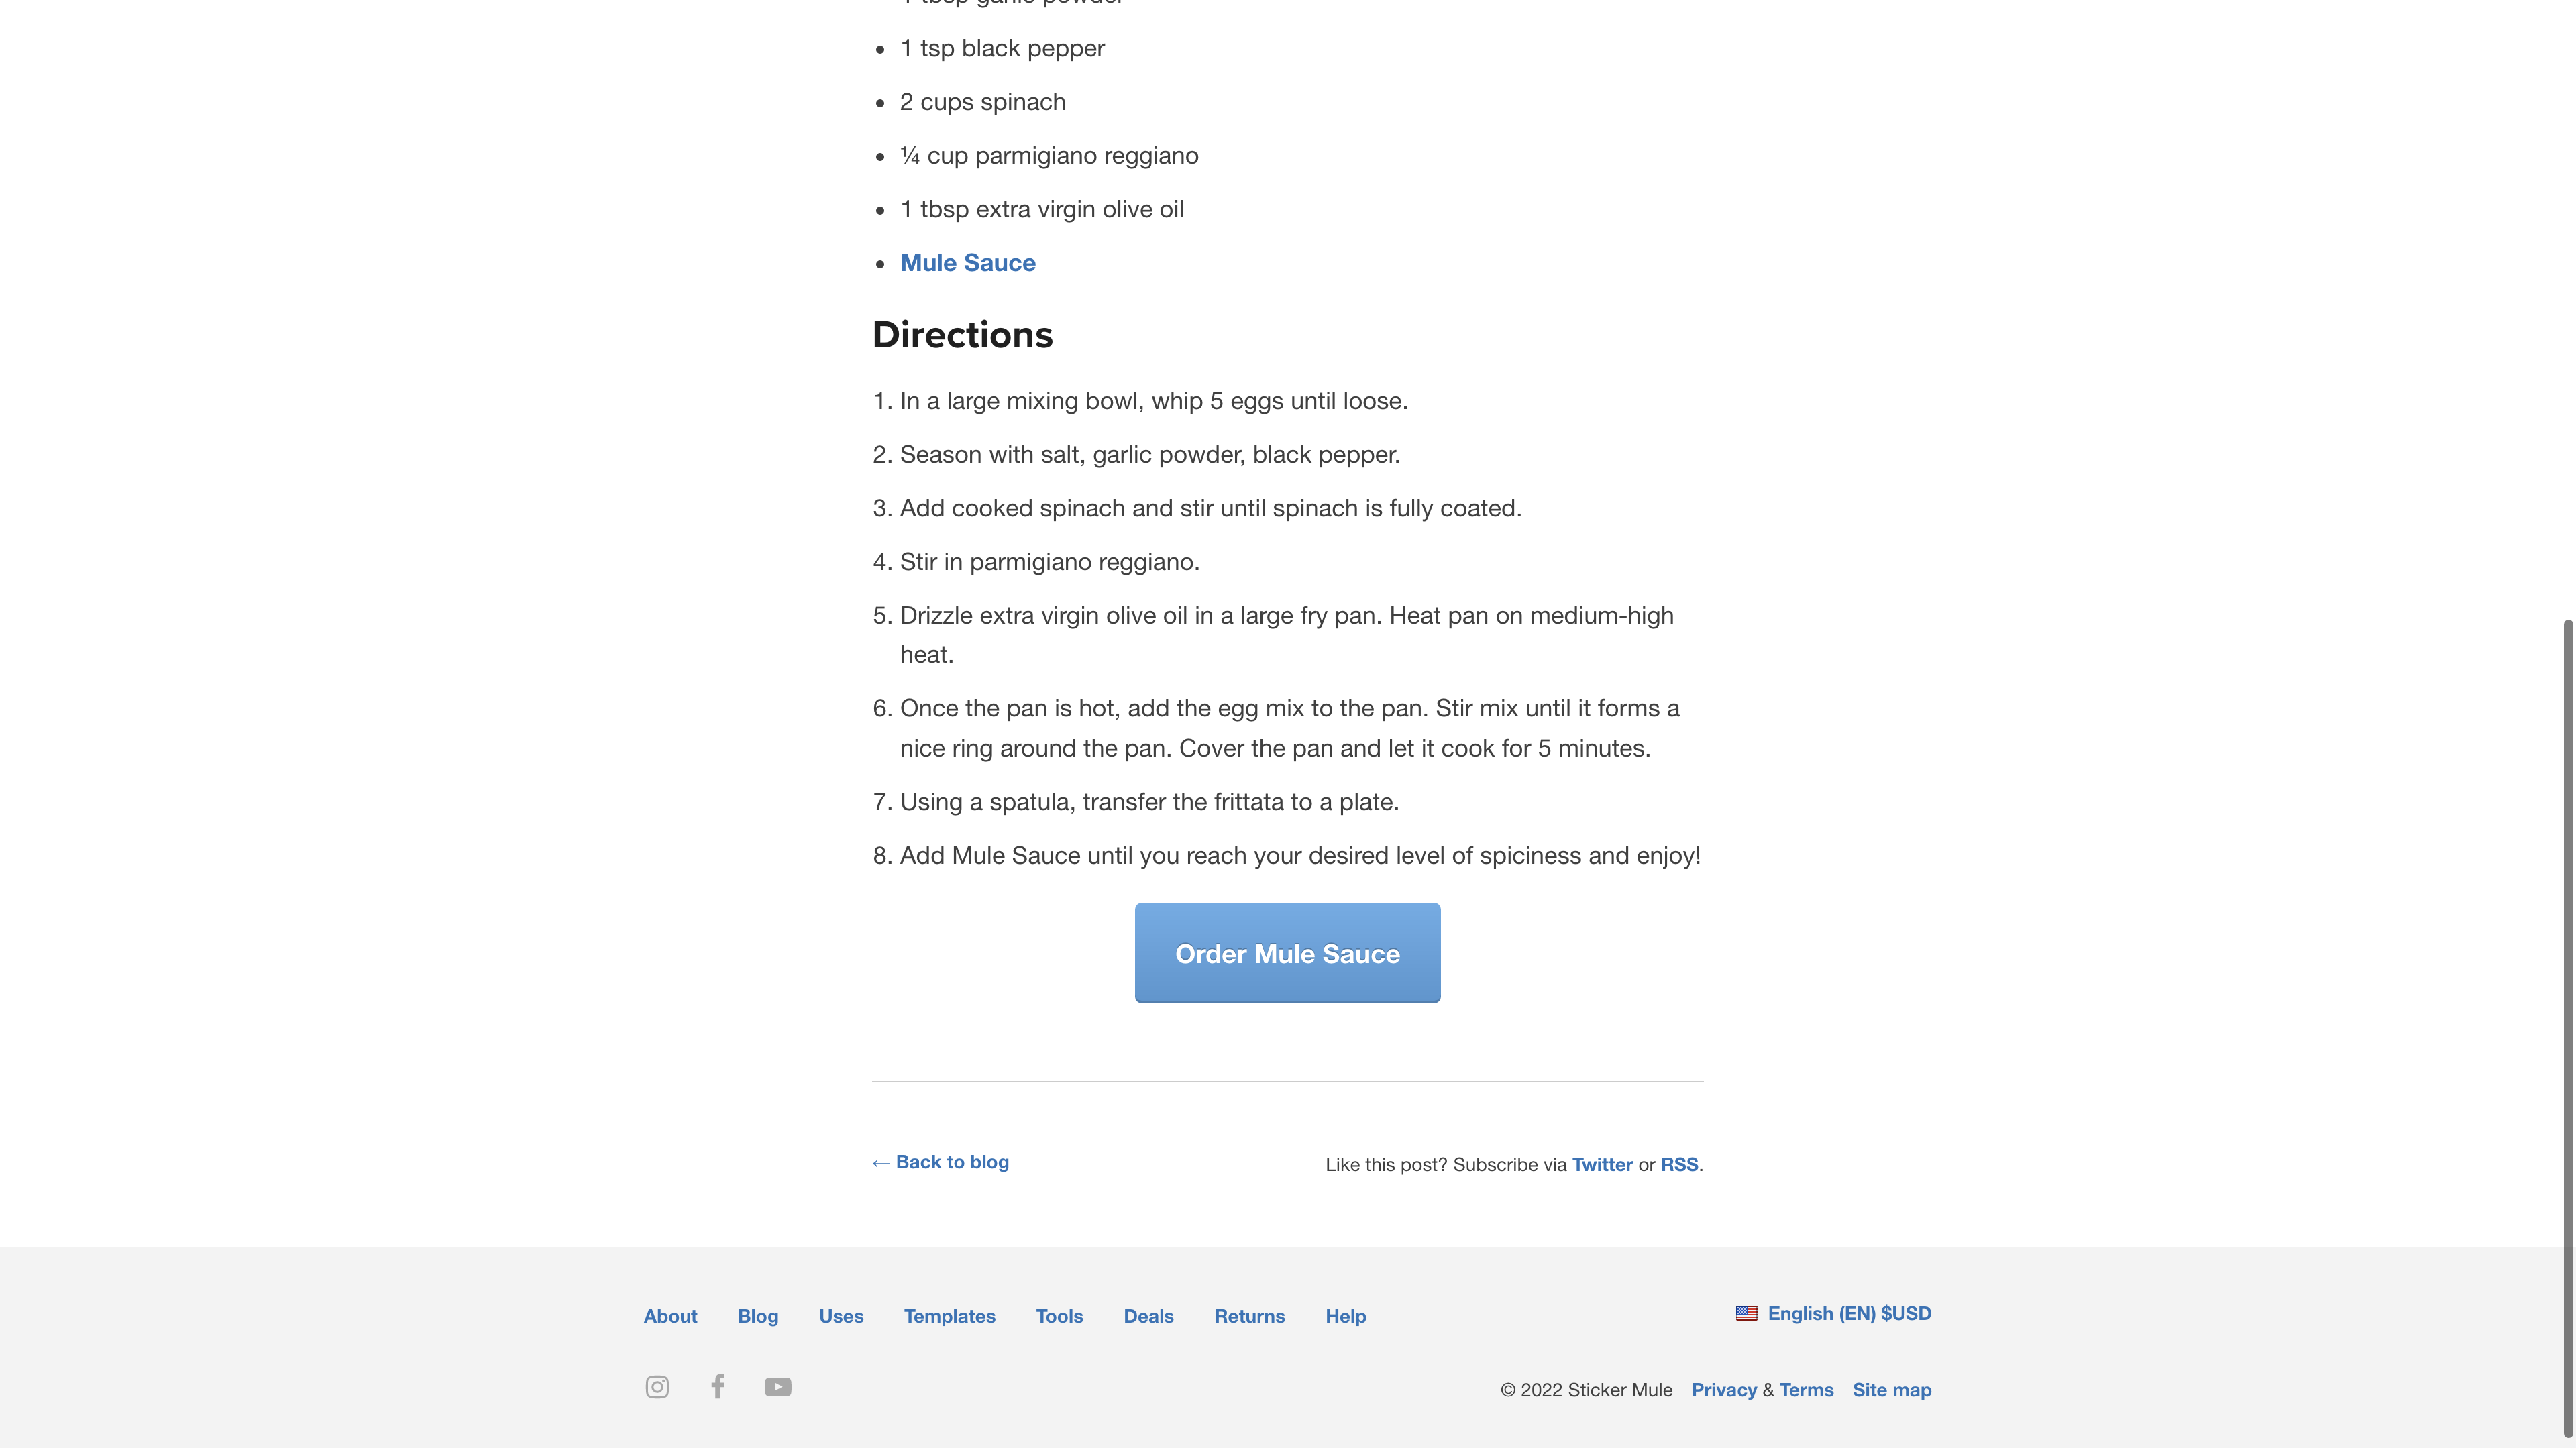 1 tbsp garlic powder
1 tsp black pepper
2 cups spinach
¼ cup parmigiano reggiano
1 tbsp extra virgin olive oil
Mule Sauce
Directions
1. In a large mixing bowl, whip 5 eggs until loose.
2. Season with salt, garlic powder, black pepper.
3. Add cooked spinach and stir until spinach is fully coated.
4. Stir in parmigiano reggiano.
5. Drizzle extra virgin olive oil in a large fry pan. Heat pan on medium-high
heat.
6. Once the pan is hot, add the egg mix to the pan. Stir mix until it forms a
nice ring around the pan. Cover the pan and let it cook for 5 minutes.
7. Using a spatula, transfer the frittata to a plate.
8. Add Mule Sauce until you reach your desired level of spiciness and enjoy!
Order Mule Sauce
← Back to blog
Like this post? Subscribe via Twitter or RSS.
About Blog Uses Templates Tools Deals Returns Help
English (EN) $USD
© 2022 Sticker Mule Privacy & Terms Site map